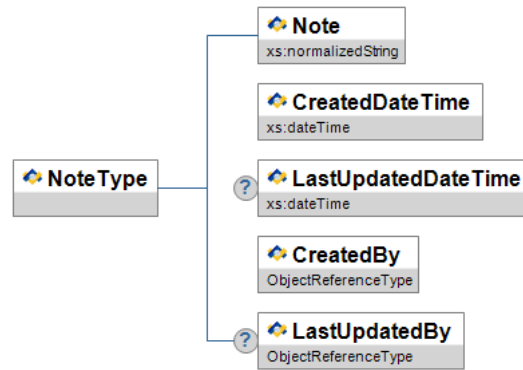 Note
xs:normalizedString
CreatedDateTime
xs:dateTime
NoteType
?
LastUpdatedDateTime
xs:dateTime
CreatedBy
ObjectReferenceType
?
LastUpdatedBy
ObjectReferenceType